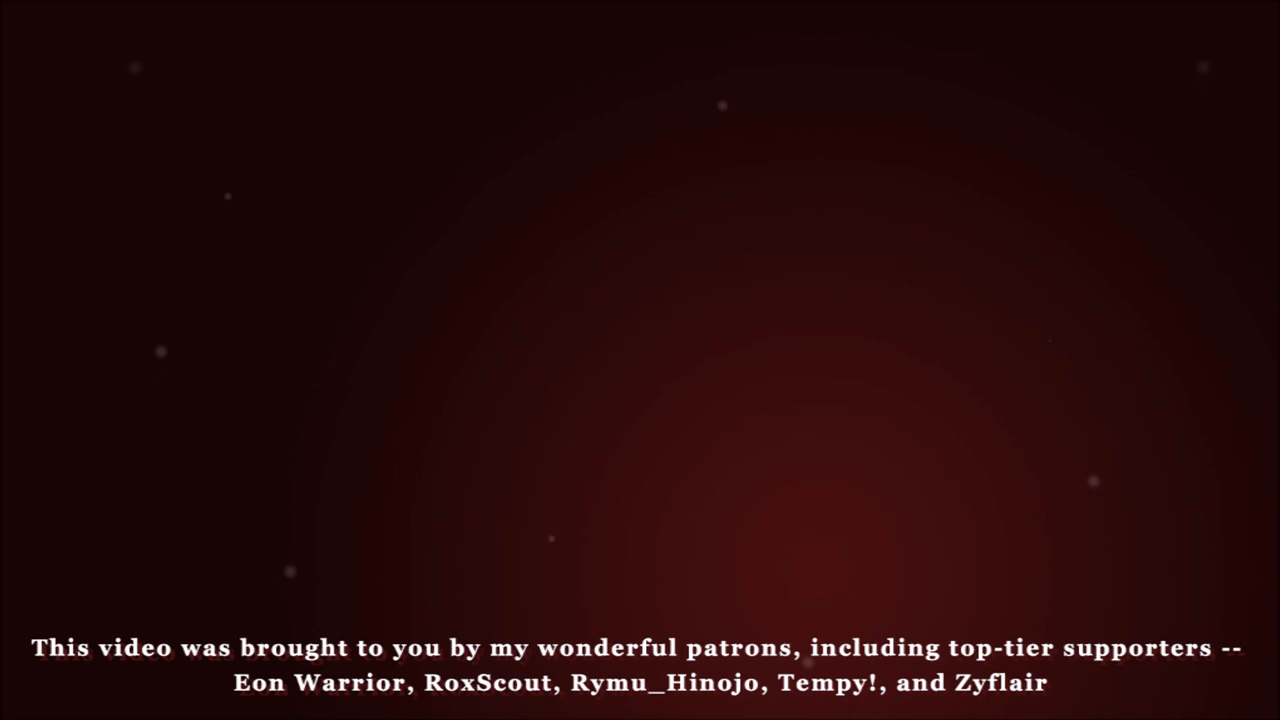 This video was brought to you by my wonderful patrons, including top-tier supporters --
Eon Warrior, RoxScout, Rymu_Hinojo, Tempy!, and Zyflair